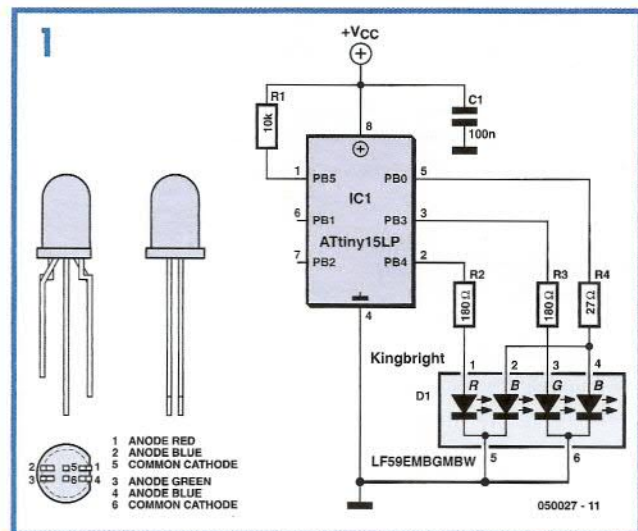 1
+VCC
R1
10k
C1
100n
8
1
PB5
PB0
5
IC1
6
PB1
PB3
3
ATtiny15LP
7
PB2
PB4
2
4
R2
180Ω
R3
180Ω
R4
27Ω
Kingbright
1
2
3
4
D1
R
B
G
B
LF59EMBGMBW
5
6
2
5
1
3
6
4
1 ANODE RED
2 ANODE BLUE
5 COMMON CATHODE
3 ANODE GREEN
4 ANODE BLUE
6 COMMON CATHODE
050027 - 11